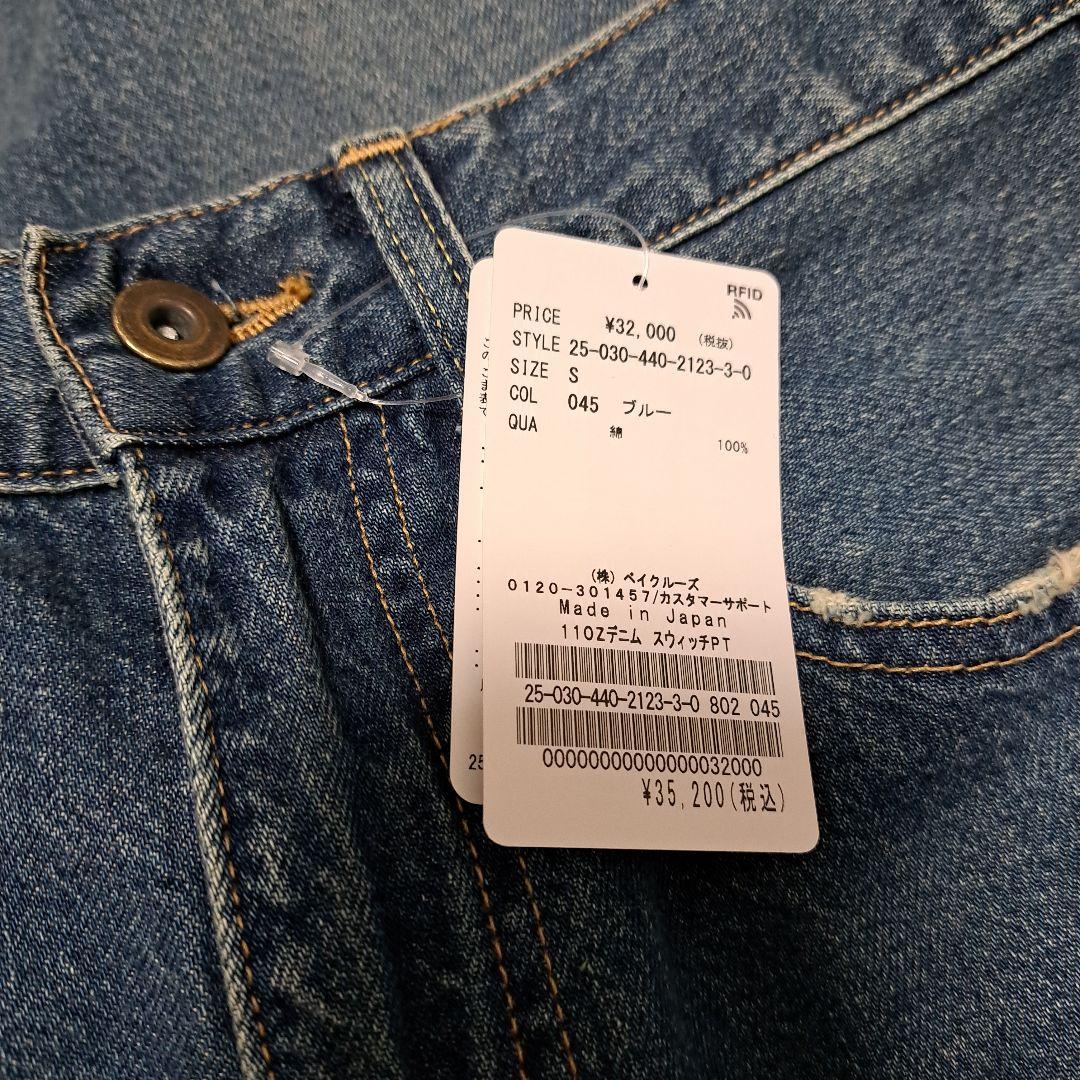 RFID
PRICE ¥32,000 (税抜)
STYLE 25-030-440-2123-3-0
SIZE S
COL 045 ブルー
QUA 綿 100%
(株) ベイクルーズ
0120-301457/カスタマーサポート
Made in Japan
11OZデニム スウィッチPT
25-030-440-2123-3-0 802 045
00000000000000032000
¥35,200(税込)
25